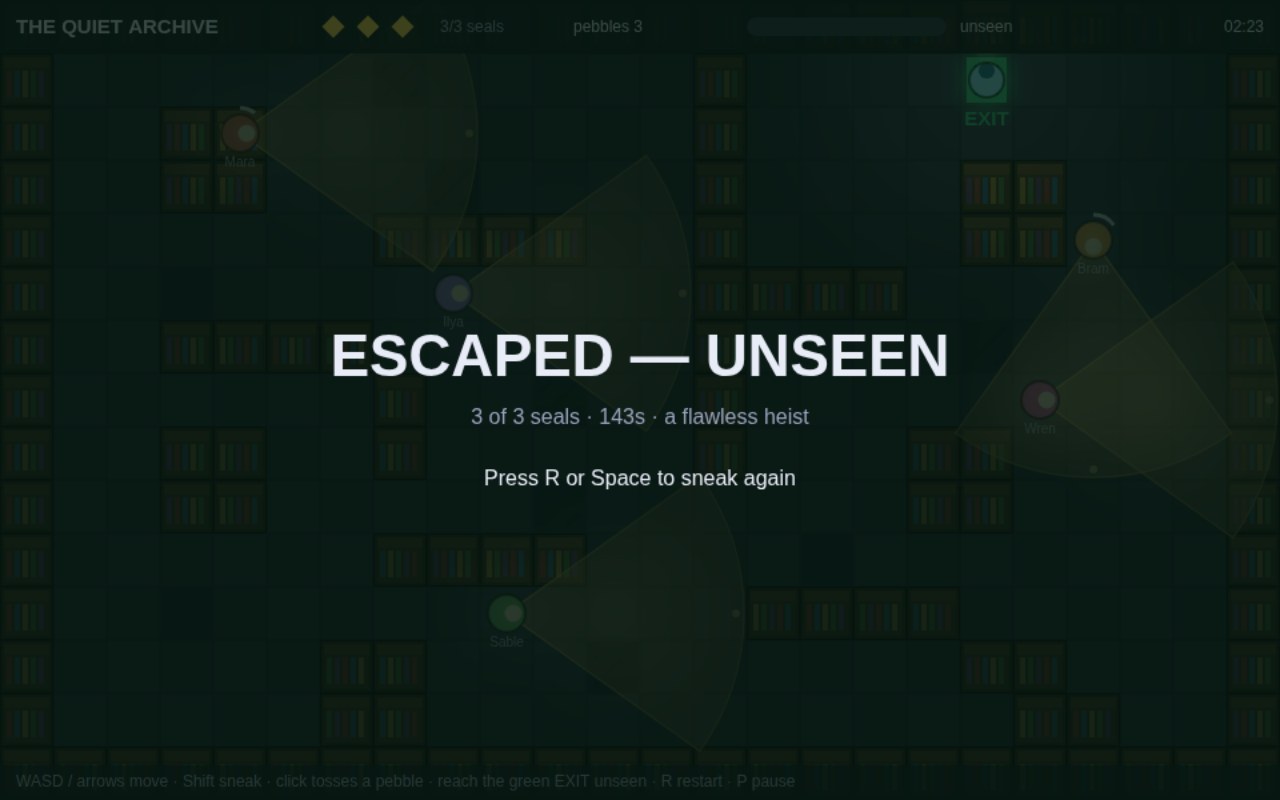 THE QUIET ARCHIVE 3/3 seals pebbles 3 unseen 02:23
EXIT
Mara
Bram
Ilya
ESCAPED — UNSEEN
3 of 3 seals · 143s · a flawless heist
Wren
Press R or Space to sneak again
Sable
WASD / arrows move · Shift sneak · click tosses a pebble · reach the green EXIT unseen · R restart · P pause